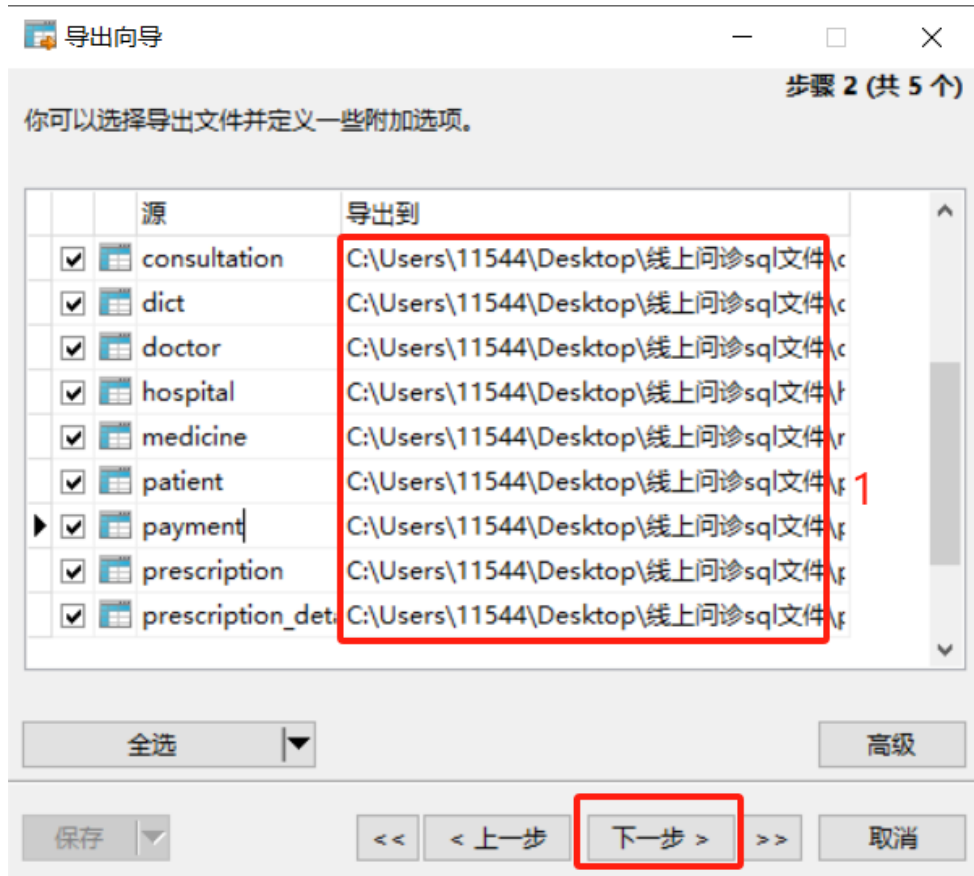 导出向导
步骤 2 (共 5 个)
你可以选择导出文件并定义一些附加选项。
源 导出到
consultation C:\Users\11544\Desktop\线上问诊sql文件\
dict C:\Users\11544\Desktop\线上问诊sql文件\
doctor C:\Users\11544\Desktop\线上问诊sql文件\
hospital C:\Users\11544\Desktop\线上问诊sql文件\
medicine C:\Users\11544\Desktop\线上问诊sql文件\
patient C:\Users\11544\Desktop\线上问诊sql文件\
1
payment C:\Users\11544\Desktop\线上问诊sql文件\
prescription C:\Users\11544\Desktop\线上问诊sql文件\
prescription_det C:\Users\11544\Desktop\线上问诊sql文件\
全选 高级
保存 << < 上一步 下一步 > >> 取消